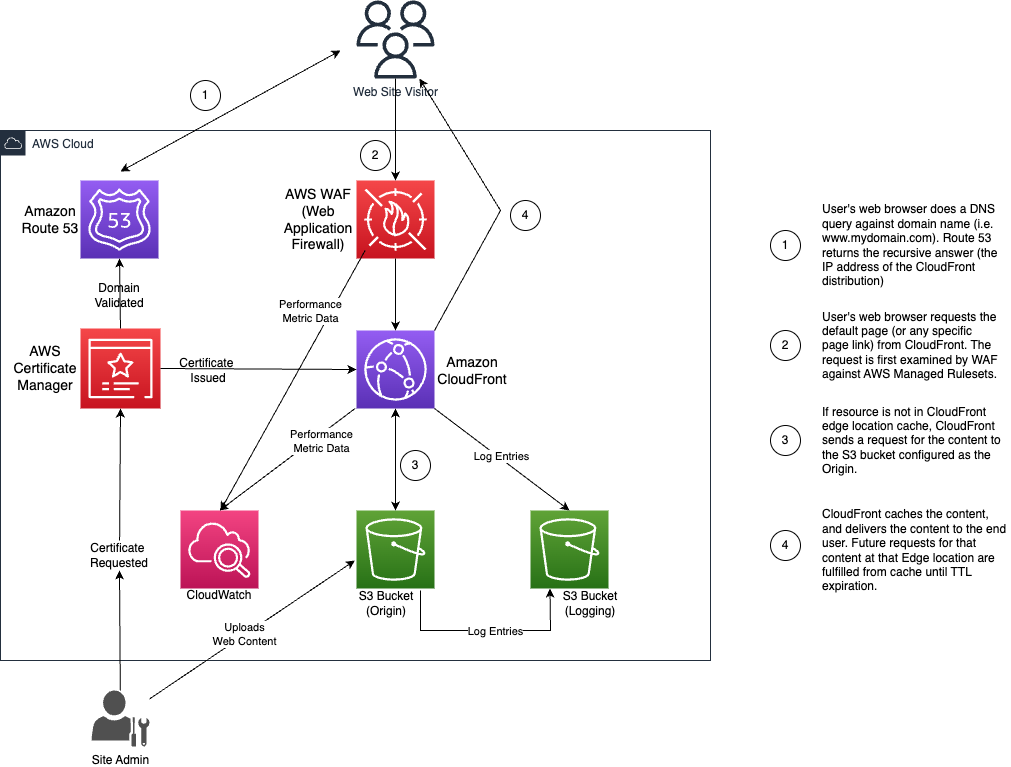 Web Site Visitor
1
AWS Cloud
2
Amazon
Route 53
53
AWS WAF
(Web
Application
Firewall)
4
Domain
Validated
Performance
Metric Data
AWS
Certificate
Manager
Certificate
Issued
Amazon
CloudFront
Performance
Metric Data
3
Log Entries
Certificate
Requested
CloudWatch
S3 Bucket
(Origin)
S3 Bucket
(Logging)
Uploads
Web Content
Log Entries
Site Admin
1
User's web browser does a DNS
query against domain name (i.e.
www.mydomain.com). Route 53
returns the recursive answer (the
IP address of the CloudFront
distribution)
2
User's web browser requests the
default page (or any specific
page link) from CloudFront. The
request is first examined by WAF
against AWS Managed Rulesets.
3
If resource is not in CloudFront
edge location cache, CloudFront
sends a request for the content to
the S3 bucket configured as the
Origin.
4
CloudFront caches the content,
and delivers the content to the end
user. Future requests for that
content at that Edge location are
fulfilled from cache until TTL
expiration.